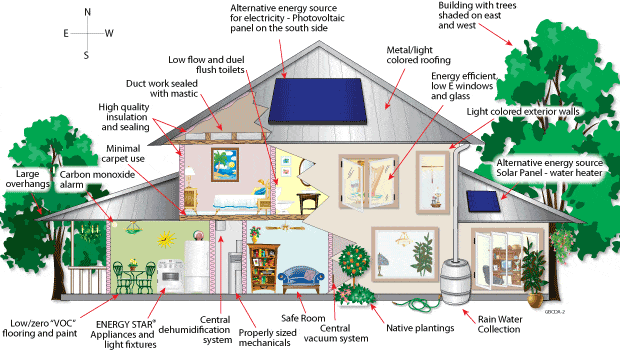 N
E
W
S
Alternative energy source
for electricity - Photovoltaic
panel on the south side
Building with trees
shaded on east
and west
Low flow and duel
flush toilets
Metal/light
colored roofing
Duct work sealed
with mastic
Energy efficient,
low E windows
and glass
High quality
insulation
and sealing
Light colored exterior walls
Minimal
carpet use
Large
overhangs
Carbon monoxide
alarm
Alternative energy source
Solar Panel - water heater
GBCDA-2
Low/zero "VOC"
flooring and paint
ENERGY STAR®
Appliances and
light fixtures
Central
dehumidification
system
Properly sized
mechanicals
Safe Room
Central
vacuum system
Native plantings
Rain Water
Collection